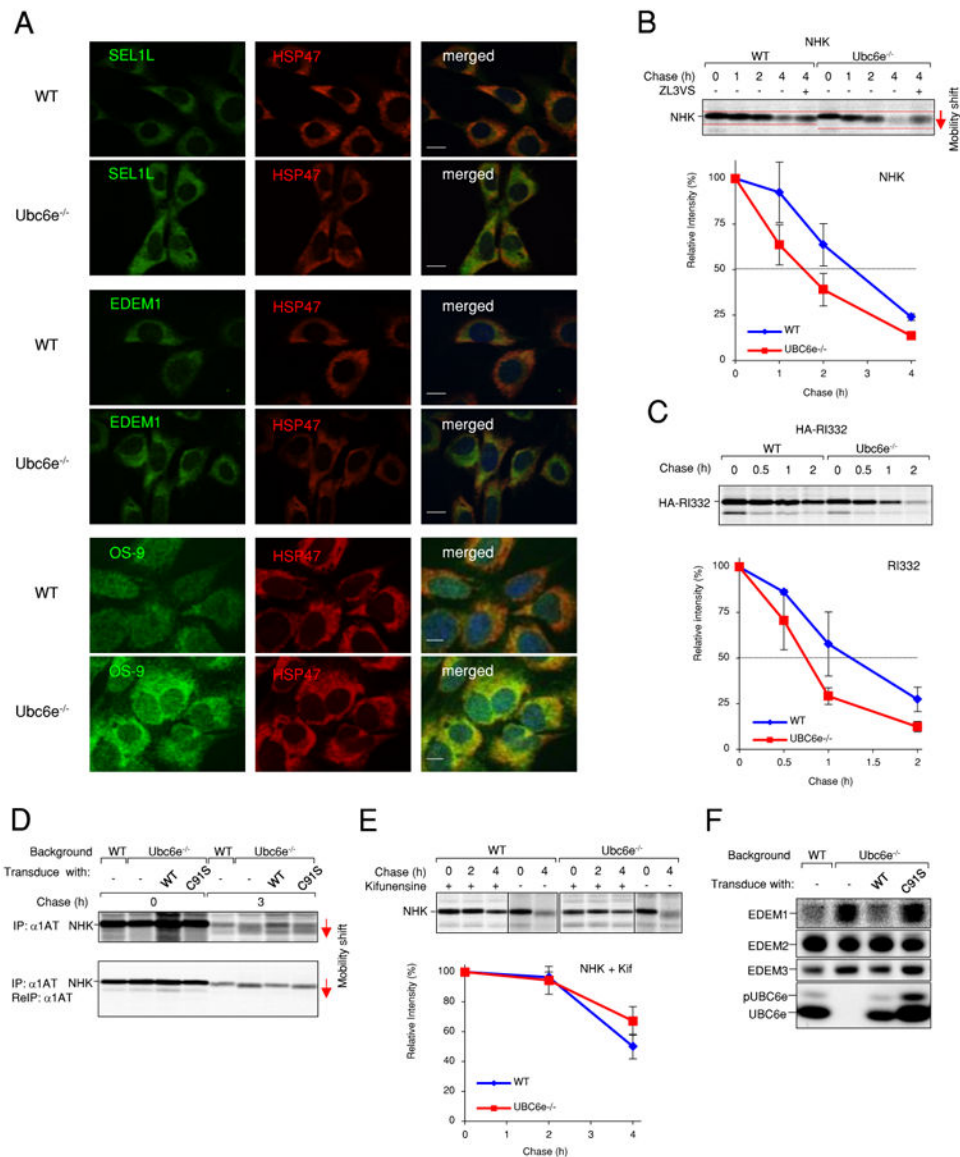 A
SEL1L HSP47 merged
WT
SEL1L HSP47 merged
Ubc6e-/-
EDEM1 HSP47 merged
WT
EDEM1 HSP47 merged
Ubc6e-/-
OS-9 HSP47 merged
WT
OS-9 HSP47 merged
Ubc6e-/-
B
NHK
WT Ubc6e-/-
Chase (h) 0 1 2 4 4 0 1 2 4 4
ZL3VS - - - - + - - - - +
NHK
Mobility shift
Relative Intensity (%)
100
75
50
25
0
NHK
WT
UBC6e-/-
0 1 2 3 4
Chase (h)
C
HA-RI332
WT Ubc6e-/-
Chase (h) 0 0.5 1 2 0 0.5 1 2
HA-RI332
Relative intensity (%)
100
75
50
25
0
RI332
WT
UBC6e-/-
0 0.5 1 1.5 2
Chase (h)
D
Background WT Ubc6e-/- WT Ubc6e-/-
Transduce with: - - WT C91S - - WT C91S
Chase (h) 0 3
IP: α1AT NHK
IP: α1AT NHK
ReIP: α1AT
Mobility shift
E
WT Ubc6e-/-
Chase (h) 0 2 4 0 4 0 2 4 0 4
Kifunensine + + + - - + + + - -
NHK
Relative Intensity (%)
100
80
60
40
20
0
NHK + Kif
WT
UBC6e-/-
0 1 2 3 4
Chase (h)
F
Background WT Ubc6e-/-
Transduce with: - - WT C91S
EDEM1
EDEM2
EDEM3
pUBC6e
UBC6e